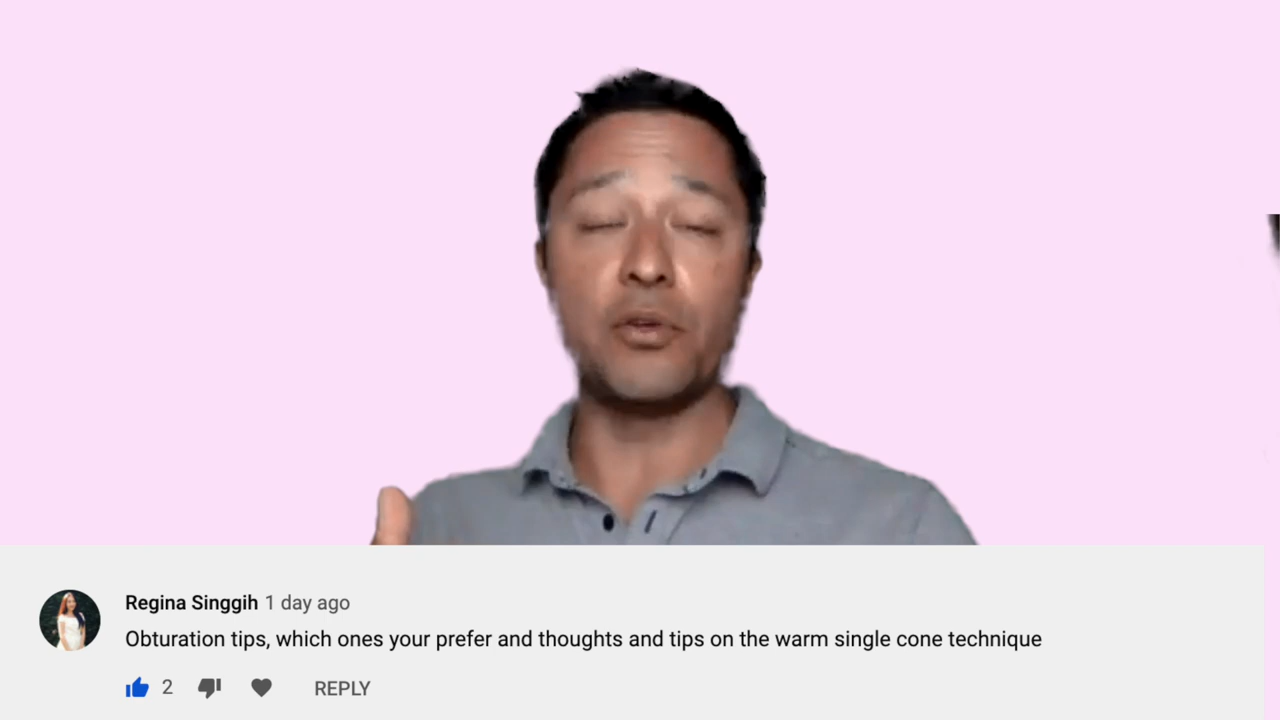 Regina Singgih 1 day ago
Obturation tips, which ones your prefer and thoughts and tips on the warm single cone technique
2
REPLY